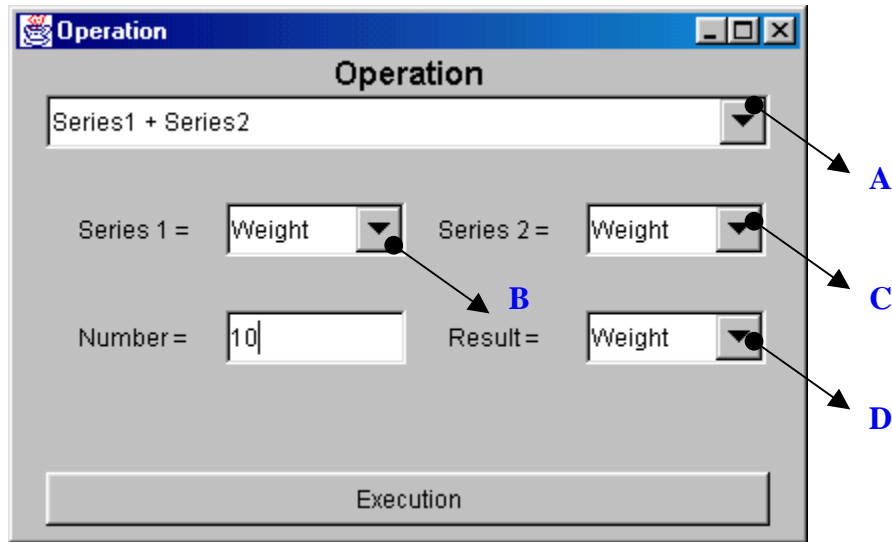 Operation
Operation
Series1 + Series2
A
Series 1 = Weight Series 2 = Weight
B C
Number = 10 Result = Weight
D
Execution